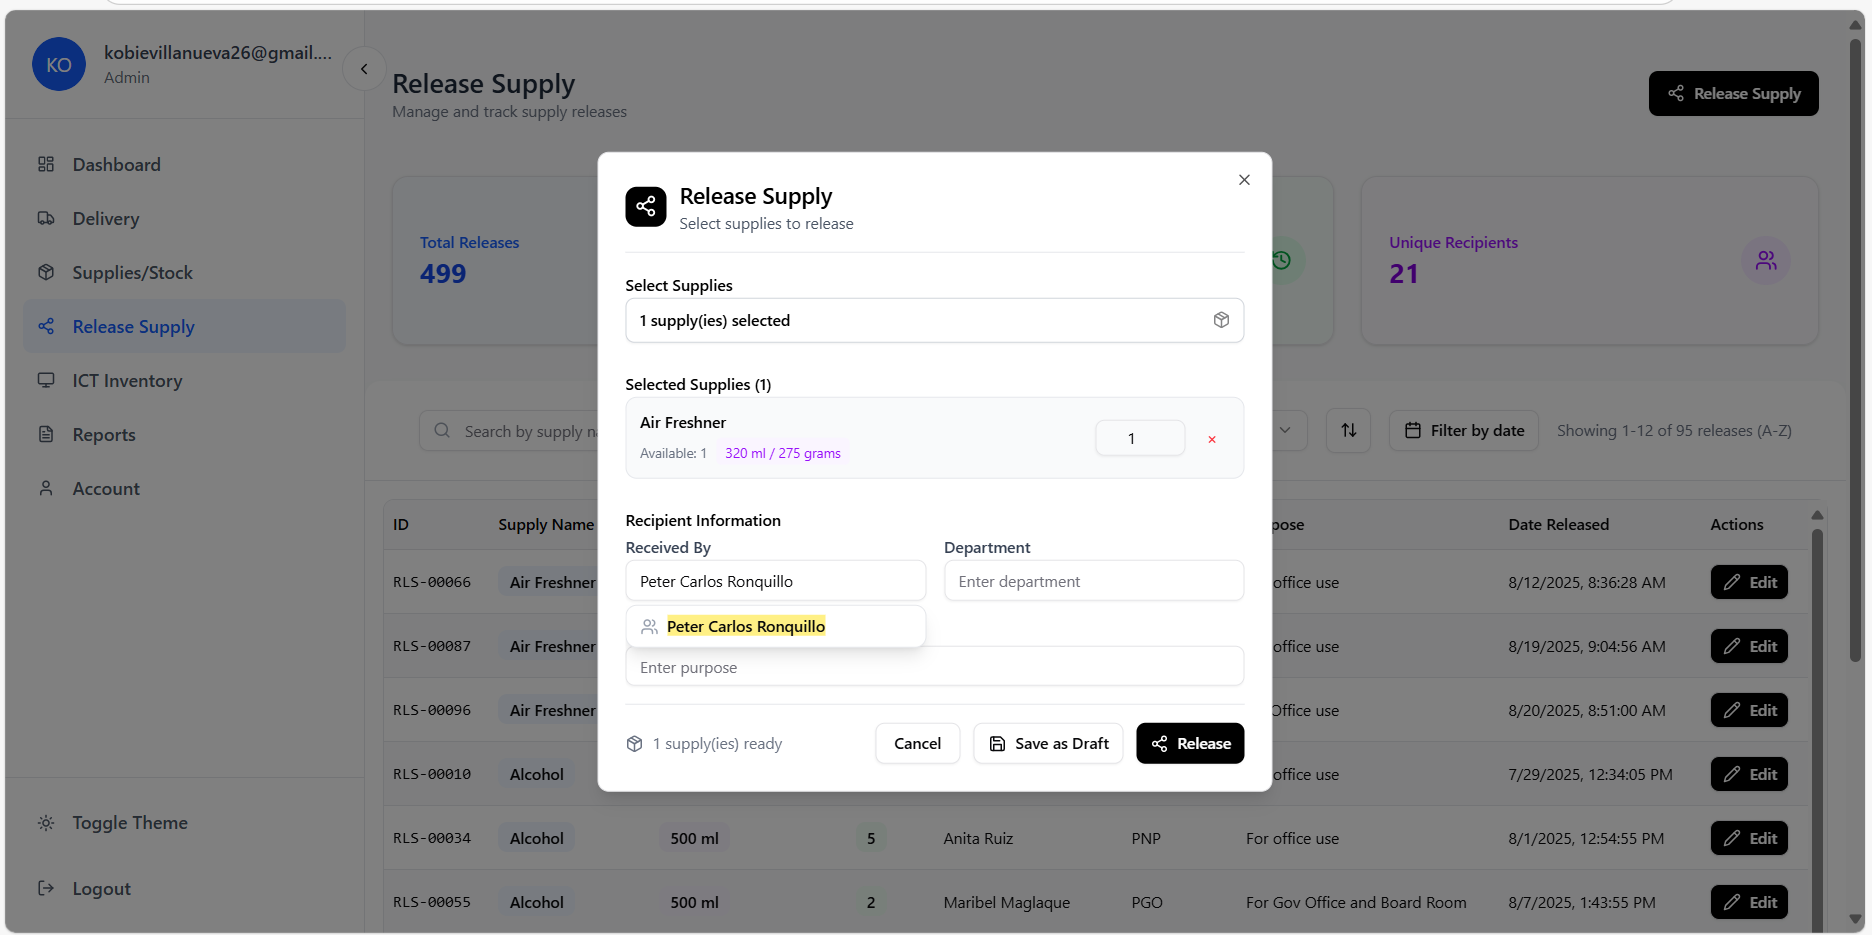 KO
kobievillanueva26@gmail....
Admin
Dashboard
Delivery
Supplies/Stock
Release Supply
ICT Inventory
Reports
Account
Toggle Theme
Logout
Release Supply
Manage and track supply releases
Release Supply
Total Releases
499
Unique Recipients
21
Search by supply na
Filter by date
Showing 1-12 of 95 releases (A-Z)
ID Supply Name pose Date Released Actions
RLS-00066 Air Freshner office use 8/12/2025, 8:36:28 AM Edit
RLS-00087 Air Freshner office use 8/19/2025, 9:04:56 AM Edit
RLS-00096 Air Freshner Office use 8/20/2025, 8:51:00 AM Edit
RLS-00010 Alcohol office use 7/29/2025, 12:34:05 PM Edit
RLS-00034 Alcohol 500 ml 5 Anita Ruiz PNP For office use 8/1/2025, 12:54:55 PM Edit
RLS-00055 Alcohol 500 ml 2 Maribel Maglaque PGO For Gov Office and Board Room 8/7/2025, 1:43:55 PM Edit
Release Supply
Select supplies to release
Select Supplies
1 supply(ies) selected
Selected Supplies (1)
Air Freshner
Available: 1 320 ml / 275 grams
1
Recipient Information
Received By Department
Peter Carlos Ronquillo Enter department
Peter Carlos Ronquillo
Enter purpose
1 supply(ies) ready Cancel Save as Draft Release